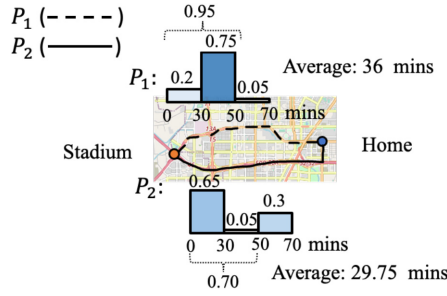 P₁ (– – –)
P₂ (——)
0.95
0.75
P₁: 0.2 0.05
0 30 50 70 mins
Average: 36 mins
Stadium
Home
P₂: 0.65
0.05 0.3
0 30 50 70 mins
0.70
Average: 29.75 mins